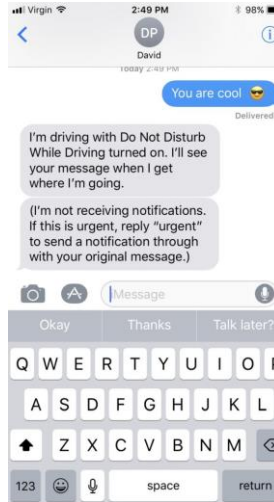 Virgin 2:49 PM 98%
DP
David
Today 2:49 PM
You are cool 😎
Delivered
I'm driving with Do Not Disturb
While Driving turned on. I'll see
your message when I get
where I'm going.
(I'm not receiving notifications.
If this is urgent, reply "urgent"
to send a notification through
with your original message.)
Message
Okay Thanks Talk later?
Q W E R T Y U I O P
A S D F G H J K L
Z X C V B N M
123 space return